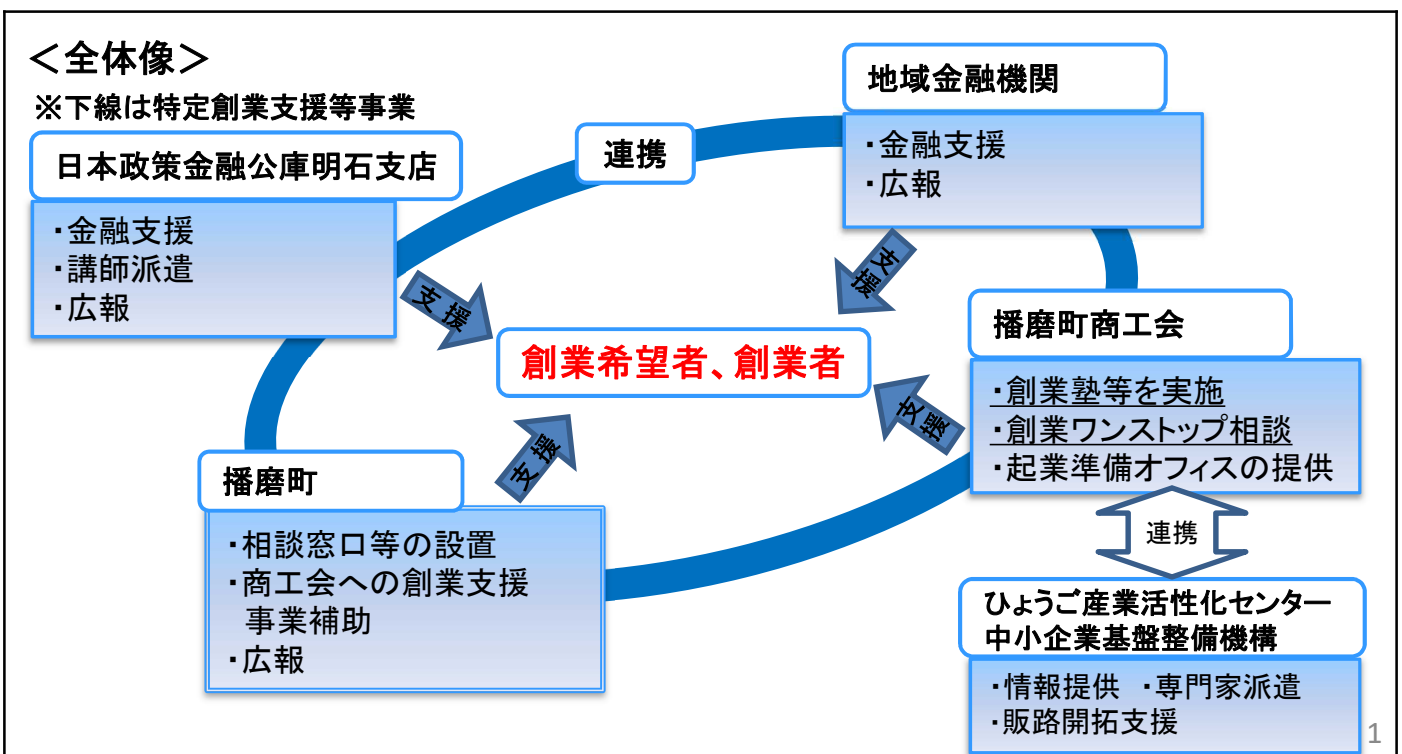 ＜全体像＞
※下線は特定創業支援等事業
日本政策金融公庫明石支店
・金融支援
・講師派遣
・広報
連携
地域金融機関
・金融支援
・広報
支援
支援
創業希望者、創業者
支援
支援
播磨町商工会
・創業塾等を実施
・創業ワンストップ相談
・起業準備オフィスの提供
播磨町
・相談窓口等の設置
・商工会への創業支援
事業補助
・広報
連携
ひょうご産業活性化センター
中小企業基盤整備機構
・情報提供 ・専門家派遣
・販路開拓支援
1